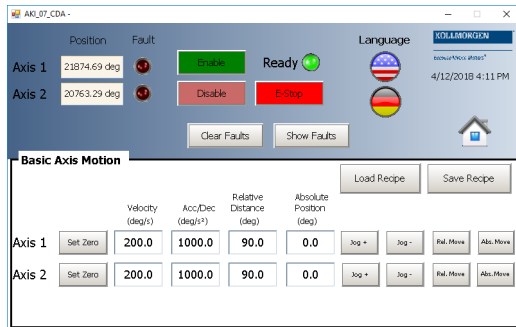 AKI_07_CDA -
Position Fault Language KOLLMORGEN
Axis 1 21874.69 deg Enable Ready
Because Motion Matters™
4/12/2018 4:11 PM
Axis 2 20763.29 deg Disable E-Stop
Clear Faults Show Faults
Basic Axis Motion
Load Recipe Save Recipe
Velocity Acc/Dec Relative Distance Absolute Position
(deg/s) (deg/s²) (deg) (deg)
Axis 1 Set Zero 200.0 1000.0 90.0 0.0 Jog + Jog - Rel. Move Abs. Move
Axis 2 Set Zero 200.0 1000.0 90.0 0.0 Jog + Jog - Rel. Move Abs. Move